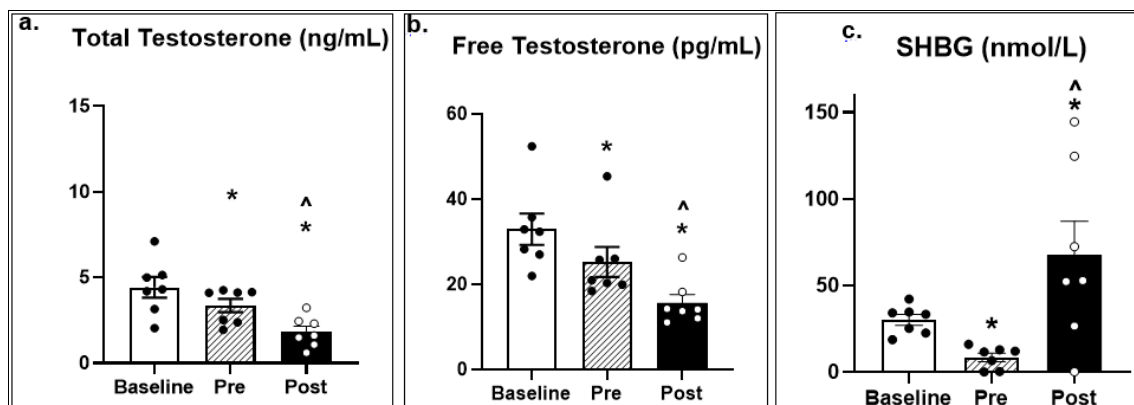 a.
Total Testosterone (ng/mL)
15
10
5
0
*
^
*
Baseline Pre Post
b.
Free Testosterone (pg/mL)
60
40
20
0
*
^
*
Baseline Pre Post
c.
SHBG (nmol/L)
150
100
50
0
*
^
*
Baseline Pre Post